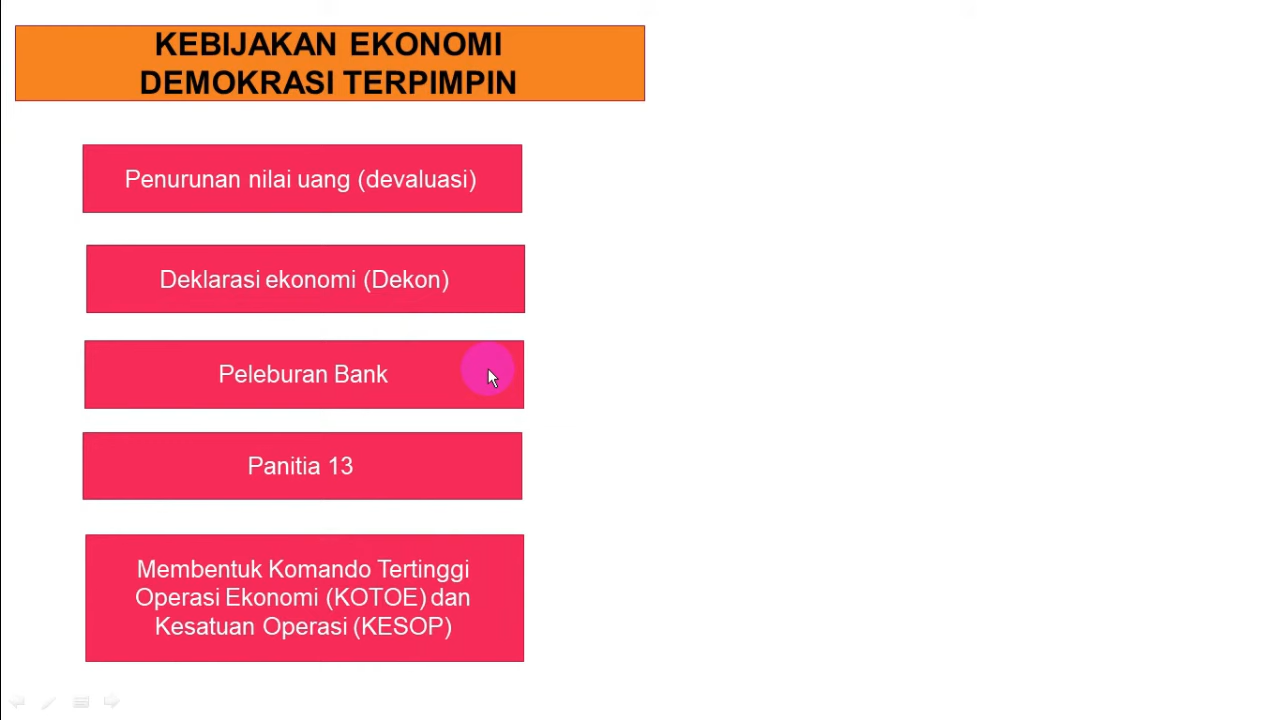 KEBIJAKAN EKONOMI
DEMOKRASI TERPIMPIN
Penurunan nilai uang (devaluasi)
Deklarasi ekonomi (Dekon)
Peleburan Bank
Panitia 13
Membentuk Komando Tertinggi
Operasi Ekonomi (KOTOE) dan
Kesatuan Operasi (KESOP)